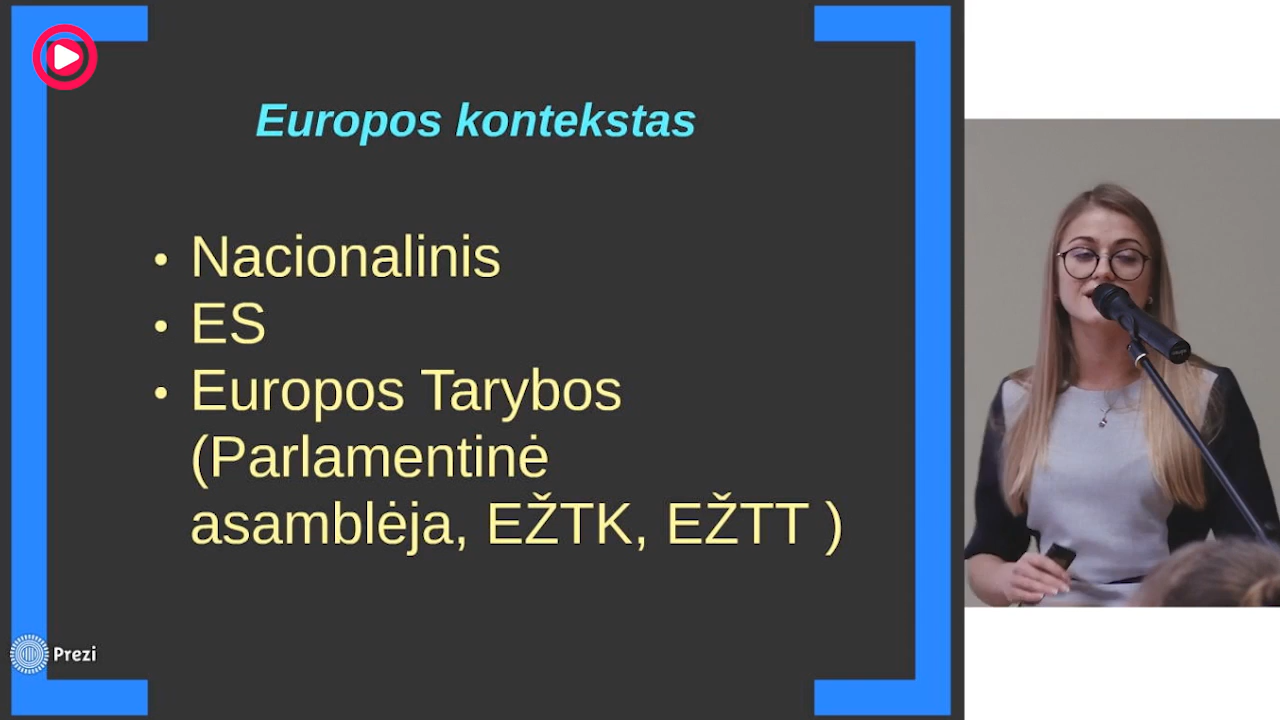 Europos kontekstas
• Nacionalinis
• ES
• Europos Tarybos
(Parlamentinė
asamblėja, EŽTK, EŽTT )
Prezi